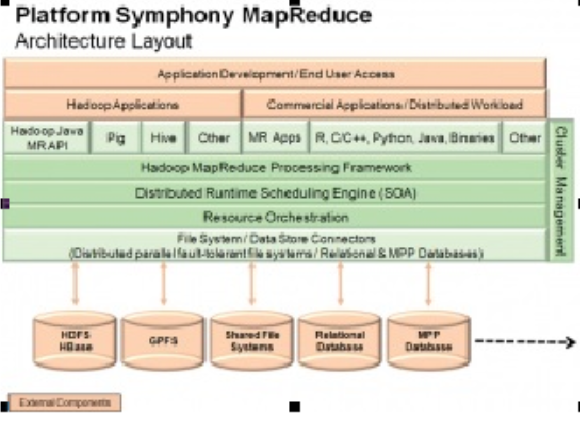 Platform Symphony MapReduce
Architecture Layout
Application Development / End User Access
Hadoop Applications
Commercial Applications / Distributed Workload
Hadoop Java
MR API
Pig
Hive
Other
MR Apps
R, C/C++, Python, Java, Binaries
Other
Hadoop MapReduce Processing Framework
Distributed Runtime Scheduling Engine (SOA)
Resource Orchestration
File System / Data Store Connectors
(Distributed parallel fault-tolerant file systems / Relational & MPP Databases)
Cluster Management
HDFS
HBase
GPFS
Shared File
Systems
Relational
Database
MPP
Database
External Components